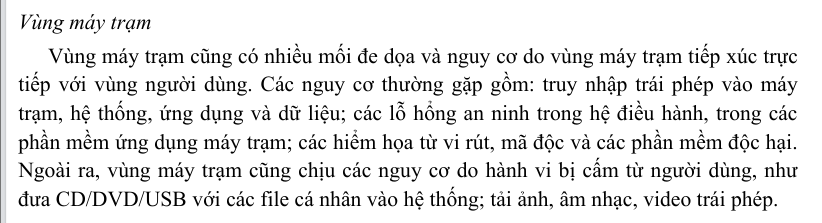 Vùng máy trạm
Vùng máy trạm cũng có nhiều mối đe dọa và nguy cơ do vùng máy trạm tiếp xúc trực
tiếp với vùng người dùng. Các nguy cơ thường gặp gồm: truy nhập trái phép vào máy
trạm, hệ thống, ứng dụng và dữ liệu; các lỗ hổng an ninh trong hệ điều hành, trong các
phần mềm ứng dụng máy trạm; các hiểm họa từ vi rút, mã độc và các phần mềm độc hại.
Ngoài ra, vùng máy trạm cũng chịu các nguy cơ do hành vi bị cấm từ người dùng, như
đưa CD/DVD/USB với các file cá nhân vào hệ thống; tải ảnh, âm nhạc, video trái phép.